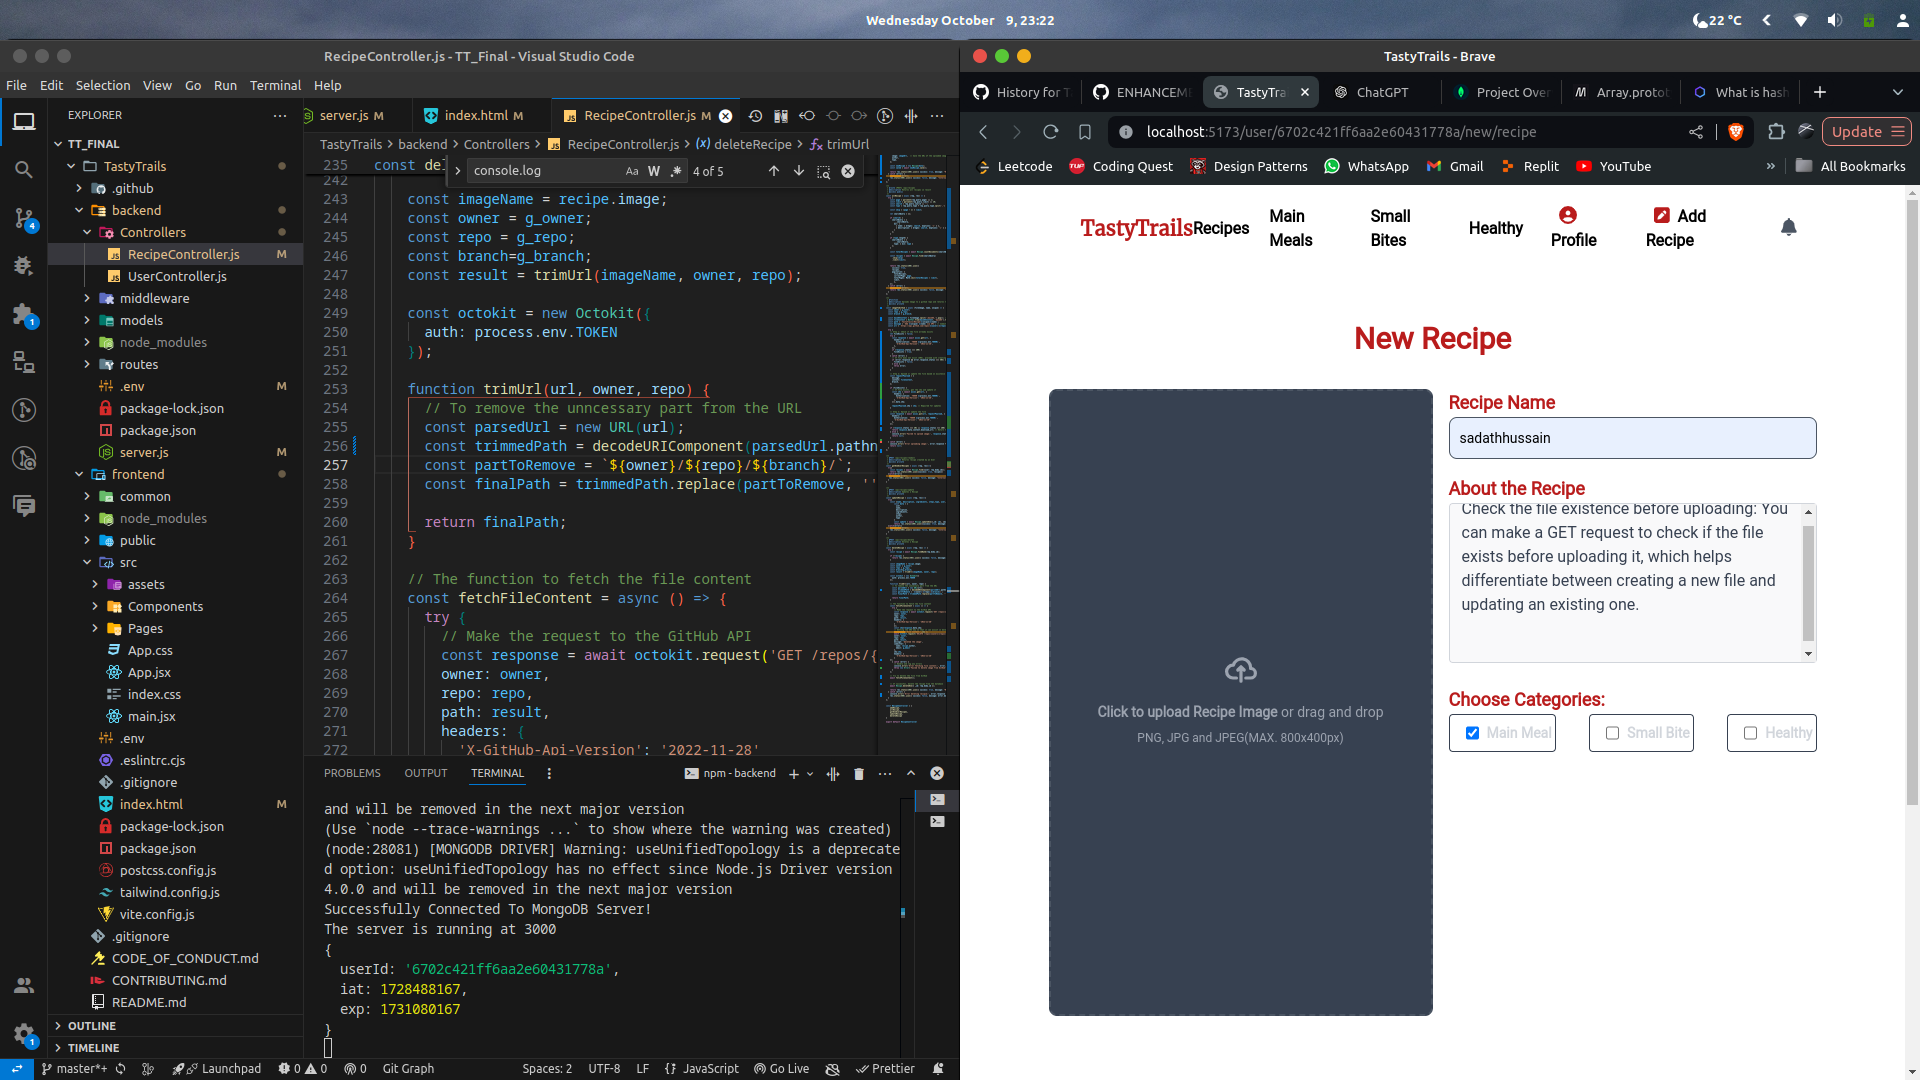 Wednesday October 9, 23:22
22 °C
RecipeController.js - TT_Final - Visual Studio Code
File Edit Selection View Go Run Terminal Help
EXPLORER
TT_FINAL
TastyTrails
.github
backend
Controllers
RecipeController.js M
UserController.js
middleware
models
node_modules
routes
.env M
package-lock.json
package.json
server.js M
frontend
common
node_modules
public
src
assets
Components
Pages
App.css
App.jsx
index.css
main.jsx
.env
.eslintrc.cjs
.gitignore
index.html M
package-lock.json
package.json
postcss.config.js
tailwind.config.js
vite.config.js
.gitignore
CODE_OF_CONDUCT.md
CONTRIBUTING.md
README.md
OUTLINE
TIMELINE
server.js M index.html M RecipeController.js M
TastyTrails > backend > Controllers > RecipeController.js > deleteRecipe > trimUrl
console.log Aa W 4 of 5
235 const del
242
243 const imageName = recipe.image;
244 const owner = g_owner;
245 const repo = g_repo;
246 const branch=g_branch;
247 const result = trimUrl(imageName, owner, repo);
248
249 const octokit = new Octokit({
250 auth: process.env.TOKEN
251 });
252
253 function trimUrl(url, owner, repo) {
254 // To remove the unncessary part from the URL
255 const parsedUrl = new URL(url);
256 const trimmedPath = decodeURIComponent(parsedUrl.pathn
257 const partToRemove = `${owner}/${repo}/${branch}/`;
258 const finalPath = trimmedPath.replace(partToRemove, ''
259
260 return finalPath;
261 }
262
263 // The function to fetch the file content
264 const fetchFileContent = async () => {
265 try {
266 // Make the request to the GitHub API
267 const response = await octokit.request('GET /repos/{
268 owner: owner,
269 repo: repo,
270 path: result,
271 headers: {
272 'X-GitHub-Api-Version': '2022-11-28'
PROBLEMS OUTPUT TERMINAL npm - backend
and will be removed in the next major version
(Use `node --trace-warnings ...` to show where the warning was created)
(node:28081) [MONGODB DRIVER] Warning: useUnifiedTopology is a deprecate
d option: useUnifiedTopology has no effect since Node.js Driver version
4.0.0 and will be removed in the next major version
Successfully Connected To MongoDB Server!
The server is running at 3000
{
userId: '6702c421ff6aa2e60431778a',
iat: 1728488167,
exp: 1731080167
}
master*+ Launchpad 0 0 0 Git Graph Spaces: 2 UTF-8 LF {} JavaScript Go Live Prettier
4
1
1
TastyTrails - Brave
History for T ENHANCEME TastyTra ChatGPT Project Over Array.protot What is hash
localhost:5173/user/6702c421ff6aa2e60431778a/new/recipe Update
Leetcode Coding Quest Design Patterns WhatsApp Gmail Replit YouTube » All Bookmarks
TastyTrails Recipes Main Meals Small Bites Healthy Profile Add Recipe
New Recipe
Click to upload Recipe Image or drag and drop
PNG, JPG and JPEG(MAX. 800x400px)
Recipe Name
sadathhussain
About the Recipe
Check the file existence before uploading: You
can make a GET request to check if the file
exists before uploading it, which helps
differentiate between creating a new file and
updating an existing one.
Choose Categories:
Main Meal Small Bite Healthy